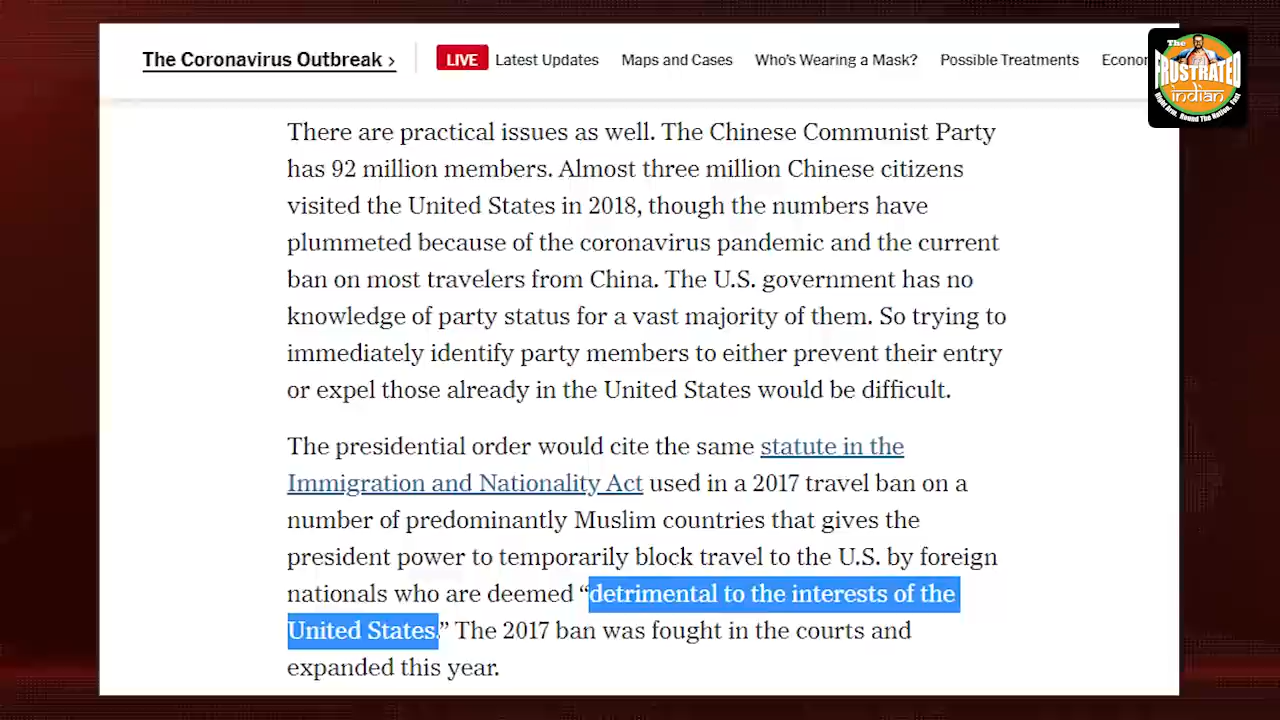 The Coronavirus Outbreak ›
LIVE Latest Updates Maps and Cases Who's Wearing a Mask? Possible Treatments
The
FRUSTRATED
indian
Right Arm. Round The Nation. Fast
There are practical issues as well. The Chinese Communist Party
has 92 million members. Almost three million Chinese citizens
visited the United States in 2018, though the numbers have
plummeted because of the coronavirus pandemic and the current
ban on most travelers from China. The U.S. government has no
knowledge of party status for a vast majority of them. So trying to
immediately identify party members to either prevent their entry
or expel those already in the United States would be difficult.
The presidential order would cite the same statute in the
Immigration and Nationality Act used in a 2017 travel ban on a
number of predominantly Muslim countries that gives the
president power to temporarily block travel to the U.S. by foreign
nationals who are deemed “detrimental to the interests of the
United States.” The 2017 ban was fought in the courts and
expanded this year.